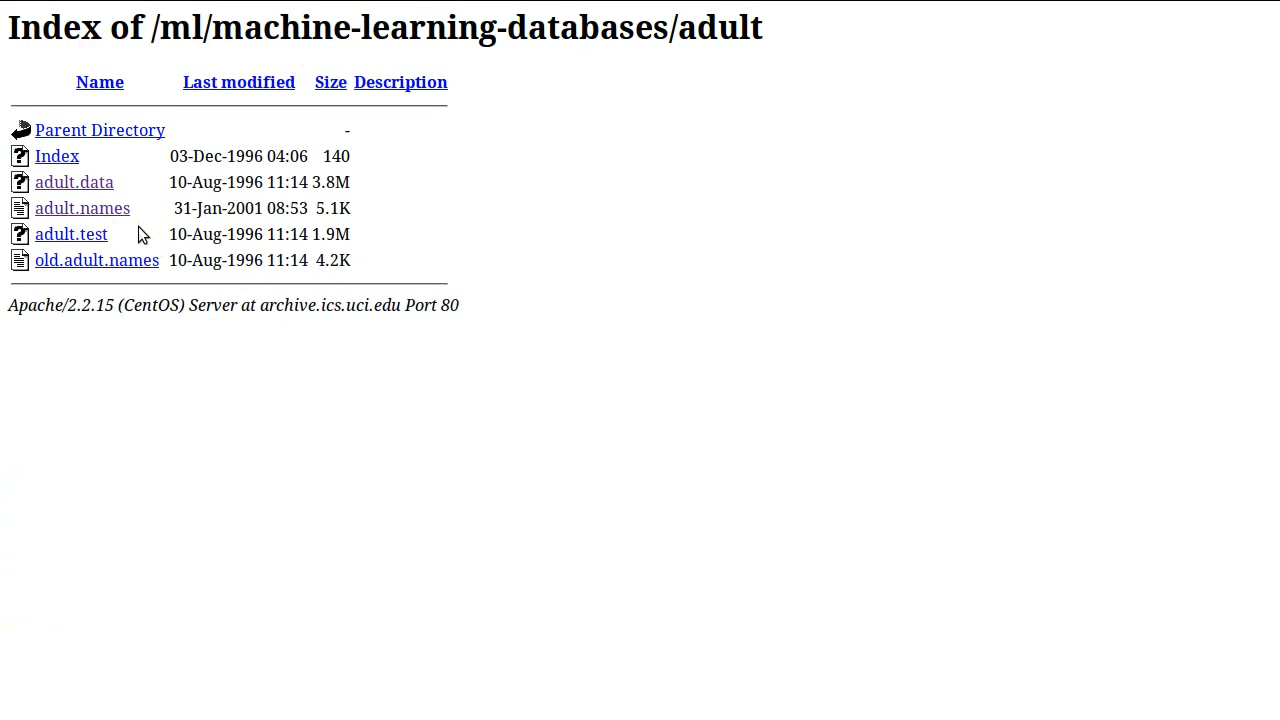 Index of /ml/machine-learning-databases/adult
Name Last modified Size Description
Parent Directory -
Index 03-Dec-1996 04:06 140
adult.data 10-Aug-1996 11:14 3.8M
adult.names 31-Jan-2001 08:53 5.1K
adult.test 10-Aug-1996 11:14 1.9M
old.adult.names 10-Aug-1996 11:14 4.2K
Apache/2.2.15 (CentOS) Server at archive.ics.uci.edu Port 80